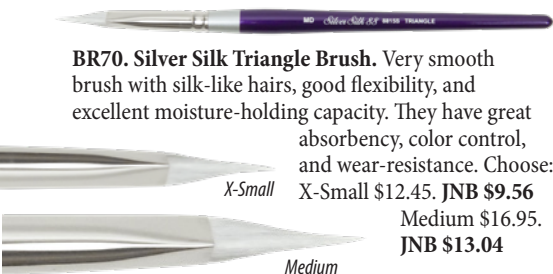 MD Silver Silk 88 8815S TRIANGLE
BR70. Silver Silk Triangle Brush. Very smooth
brush with silk-like hairs, good flexibility, and
excellent moisture-holding capacity. They have great
absorbency, color control,
and wear-resistance. Choose:
X-Small $12.45. JNB $9.56
Medium $16.95.
JNB $13.04
X-Small
Medium